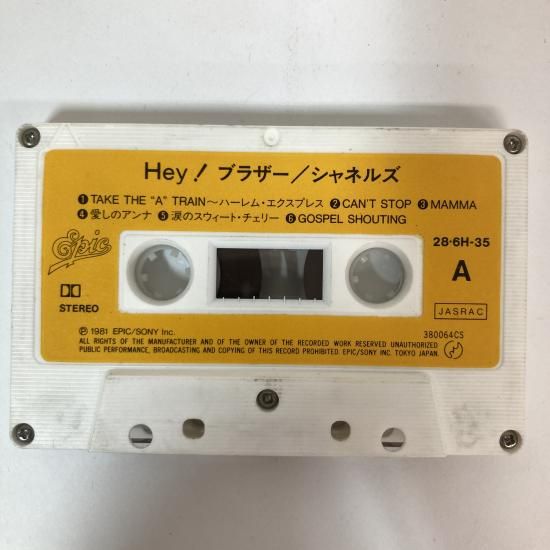 Hey! ブラザー/シャネルズ
❶TAKE THE "A" TRAIN〜ハーレム・エクスプレス ❷CAN'T STOP ❸MAMMA
❹愛しのアンナ ❺涙のスウィート・チェリー ❻GOSPEL SHOUTING
Epic
28・6H-35
A
STEREO
JASRAC
380064CS
Ⓟ1981 EPIC/SONY Inc.
ALL RIGHTS OF THE MANUFACTURER AND OF THE OWNER OF THE RECORDED WORK RESERVED UNAUTHORIZED
PUBLIC PERFORMANCE, BROADCASTING AND COPYING OF THIS RECORD PROHIBITED. EPIC/SONY INC. TOKYO JAPAN.